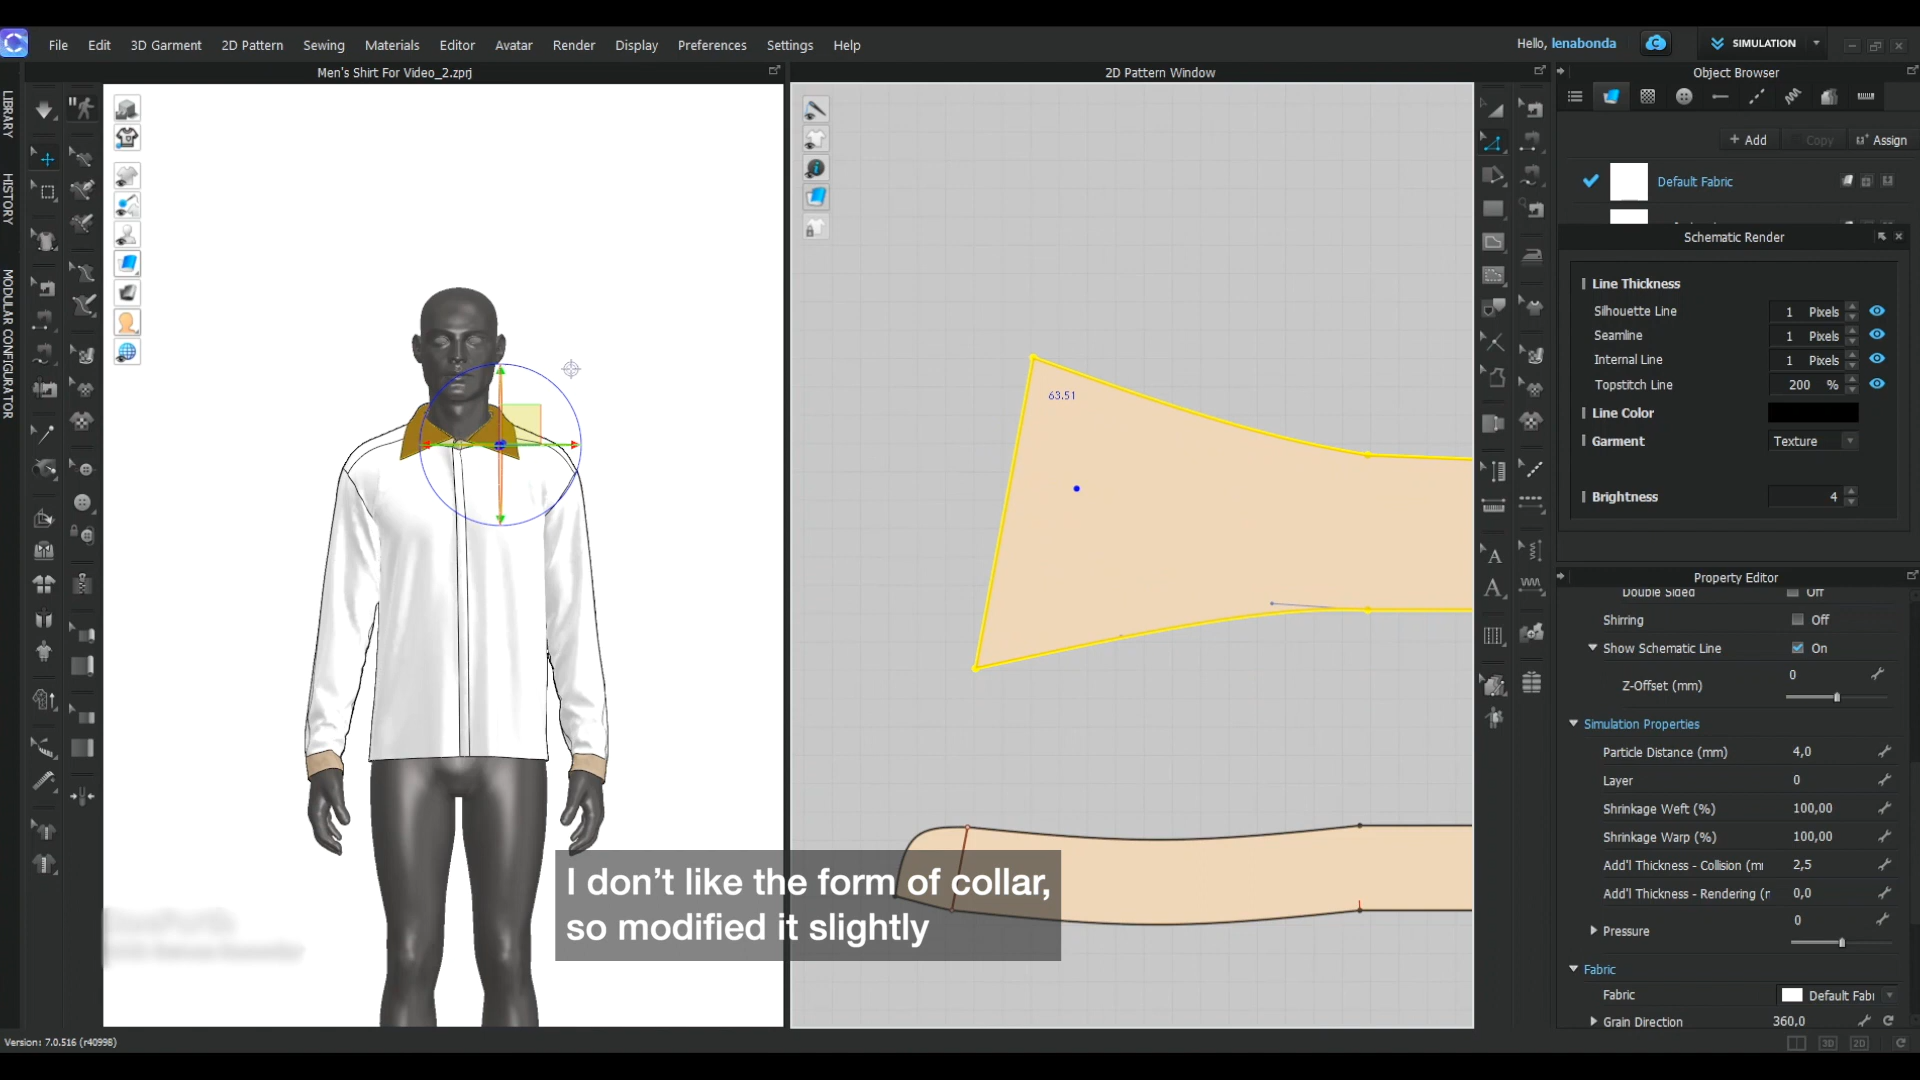 File Edit 3D Garment 2D Pattern Sewing Materials Editor Avatar Render Display Preferences Settings Help
Hello, lenabonda
SIMULATION
Men's Shirt For Video_2.zprj
2D Pattern Window
Object Browser
LIBRARY
HISTORY
MODULAR CONFIGURATOR
+ Add
Copy
Assign
Default Fabric
Schematic Render
Line Thickness
Silhouette Line 1 Pixels
Seamline 1 Pixels
Internal Line 1 Pixels
Topstitch Line 200 %
Line Color
Garment Texture
Brightness 4
63.51
Property Editor
Double Sided Off
Shirring Off
Show Schematic Line On
Z-Offset (mm) 0
Simulation Properties
Particle Distance (mm) 4,0
Layer 0
Shrinkage Weft (%) 100,00
Shrinkage Warp (%) 100,00
Add'l Thickness - Collision (m 2,5
Add'l Thickness - Rendering (r 0,0
Pressure 0
Fabric
Fabric Default Fabi
Grain Direction 360,0
I don't like the form of collar,
so modified it slightly
Version: 7.0.516 (r40998)
3D 2D